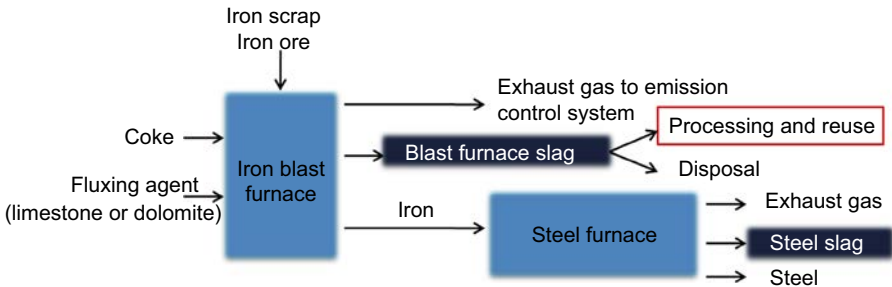 Iron scrap
Iron ore
Exhaust gas to emission
control system
Processing and reuse
Coke
Iron blast
furnace
Blast furnace slag
Disposal
Fluxing agent
(limestone or dolomite)
Iron
Steel furnace
Exhaust gas
Steel slag
Steel